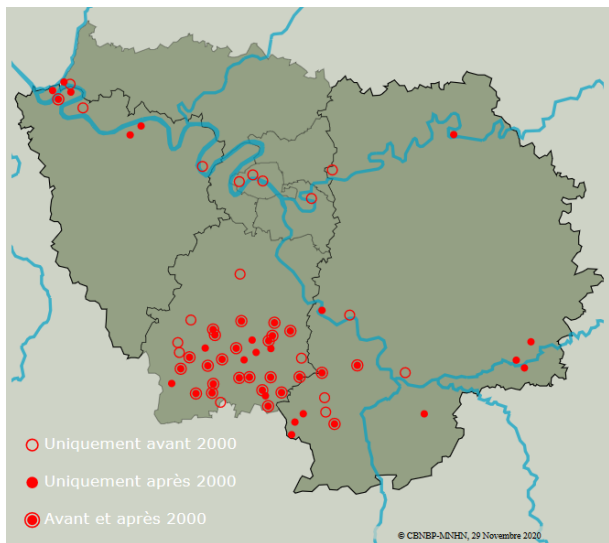 Uniquement avant 2000
Uniquement après 2000
Avant et après 2000
© CBNBP-MNHN, 29 Novembre 2020